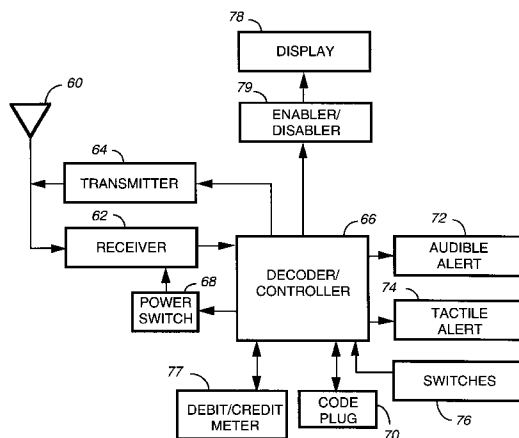 78
DISPLAY
79
ENABLER/
DISABLER
60
64
TRANSMITTER
62
RECEIVER
66
DECODER/
CONTROLLER
72
AUDIBLE
ALERT
68
POWER
SWITCH
74
TACTILE
ALERT
77
DEBIT/CREDIT
METER
CODE
PLUG
70
SWITCHES
76